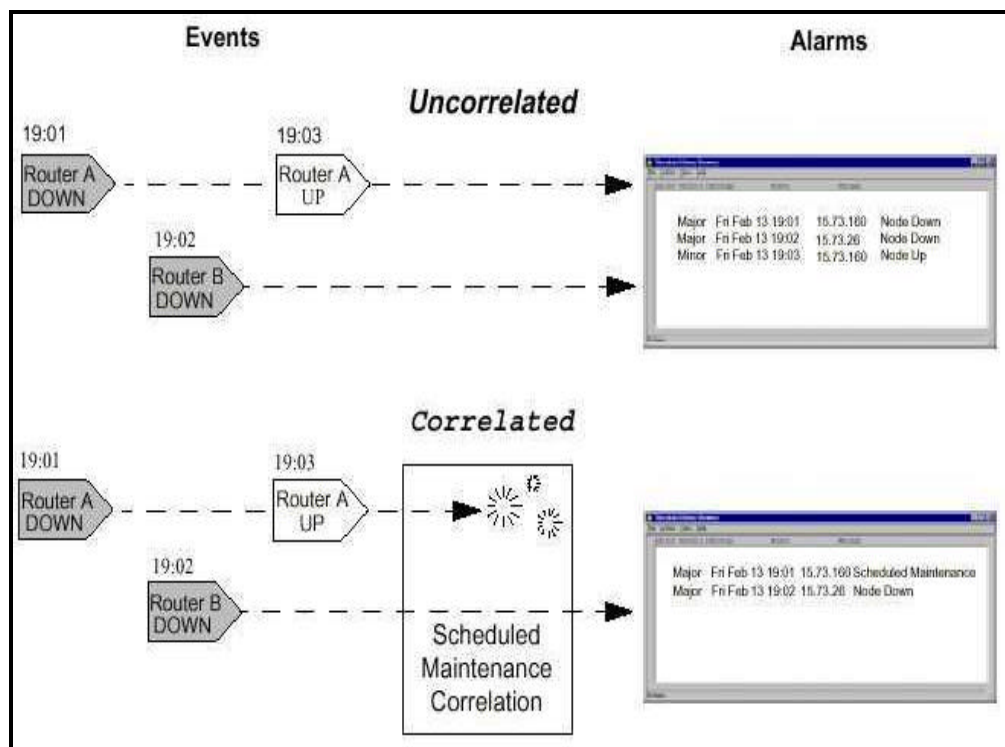 Events
Alarms
Uncorrelated
19:01
19:03
Router A
DOWN
Router A
UP
19:02
Router B
DOWN
Major Fri Feb 13 19:01 15.73.160 Node Down
Major Fri Feb 13 19:02 15.73.26 Node Down
Minor Fri Feb 13 19:03 15.73.160 Node Up
Correlated
19:01
19:03
Router A
DOWN
Router A
UP
19:02
Router B
DOWN
Scheduled
Maintenance
Correlation
Major Fri Feb 13 19:01 15.73.160 Scheduled Maintenance
Major Fri Feb 13 19:02 15.73.26 Node Down